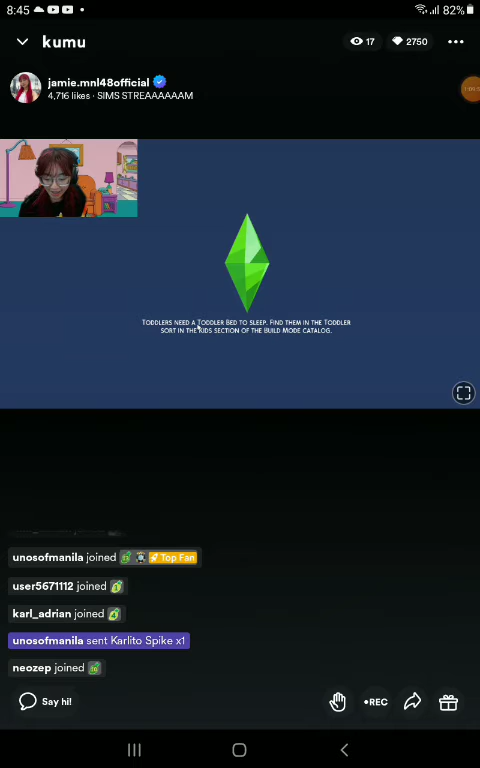 8:45
82%
kumu
17
2750
jamie.mnl48official
4,716 likes · SIMS STREAAAAAAM
TODDLERS NEED A TODDLER BED TO SLEEP. FIND THEM IN THE TODDLER
SORT IN THE KIDS SECTION OF THE BUILD MODE CATALOG.
unosofmanila joined Top Fan
user5671112 joined
karl_adrian joined 4
unosofmanila sent Karlito Spike x1
neozep joined
Say hi!
•REC